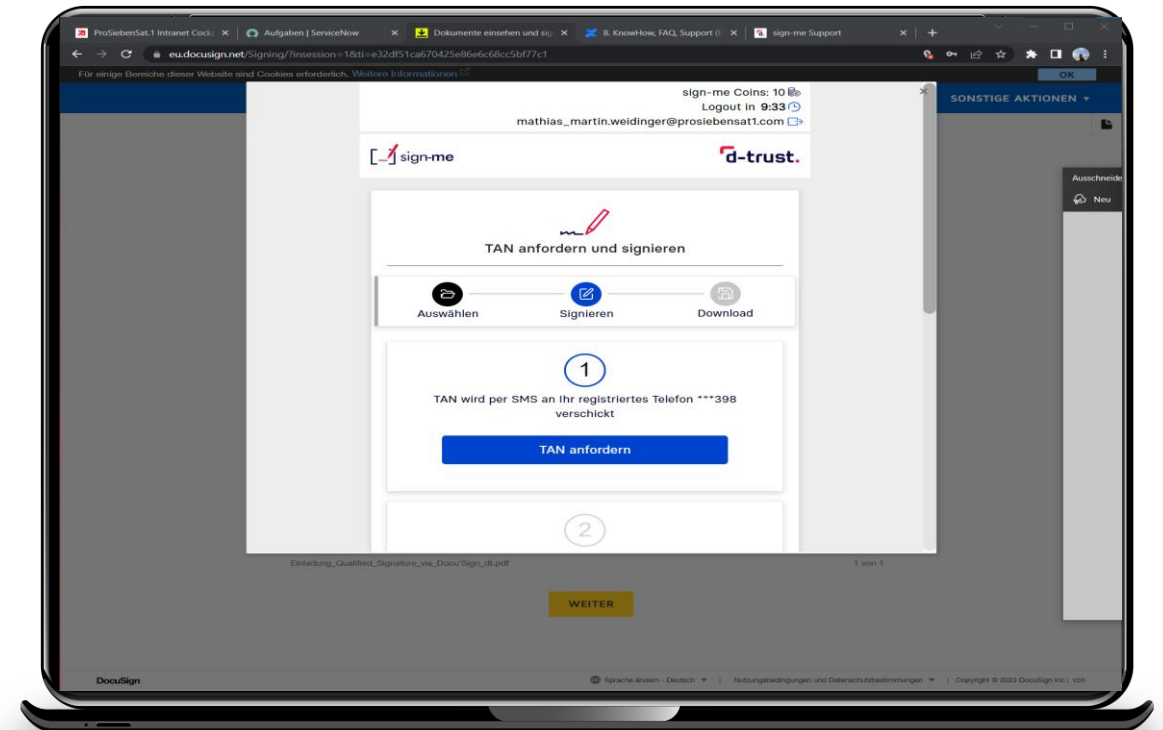 ProSiebenSat.1 Intranet Cockp
Aufgaben | ServiceNow
Dokumente einsehen und sig
8. KnowHow, FAQ, Support (
sign-me Support
eu.docusign.net/Signing/?insession=1&ti=e32df51ca670425e86e6c68cc5bf77c1
Für einige Bereiche dieser Website sind Cookies erforderlich. Weitere Informationen
OK
SONSTIGE AKTIONEN
sign-me Coins: 10
Logout in 9:33
mathias_martin.weidinger@prosiebensat1.com
sign-me
d-trust.
Ausschneide
Neu
TAN anfordern und signieren
Auswählen
Signieren
Download
1
TAN wird per SMS an Ihr registriertes Telefon ***398
verschickt
TAN anfordern
2
Einladung_Qualified_Signature_via_Docu'Sign_dt.pdf
1 von 1
WEITER
DocuSign
Sprache ändern - Deutsch
Nutzungsbedingungen und Datenschutzbestimmungen
Copyright © 2023 DocuSign Inc.| von